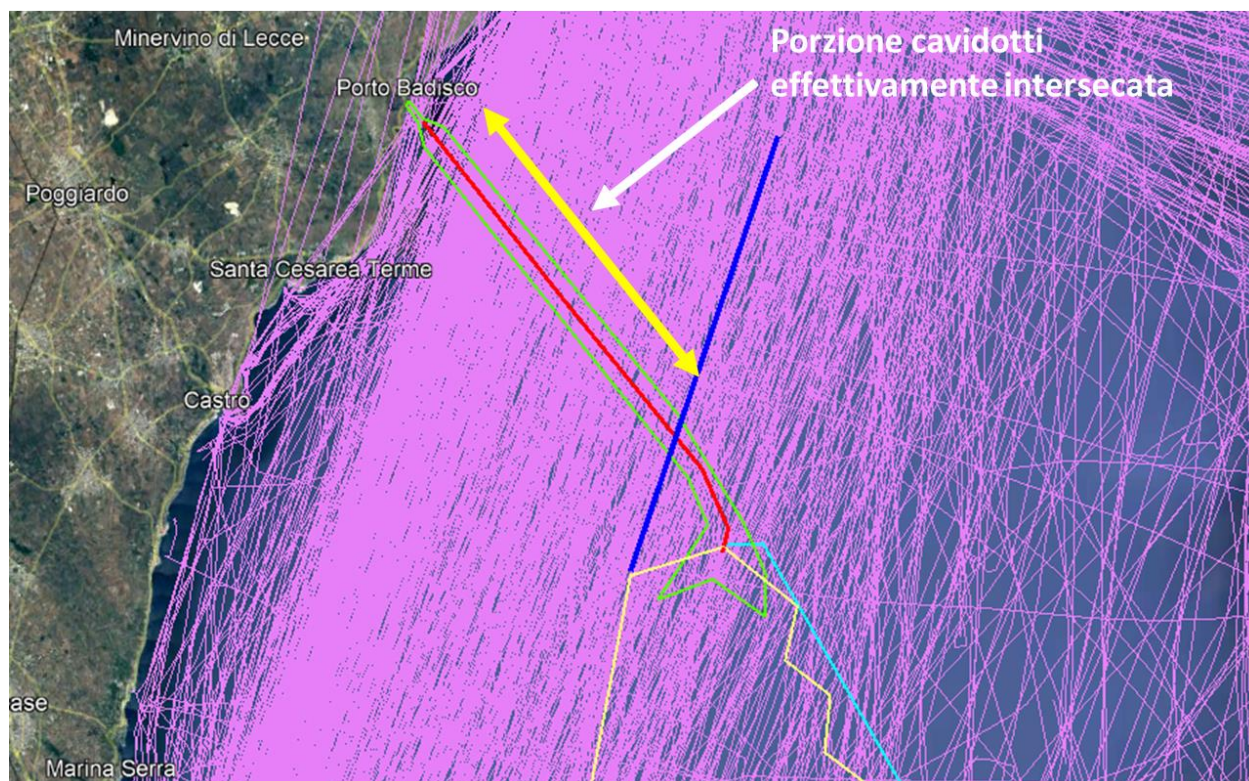 Minervino di Lecce
Porzione cavidotti
effettivamente intersecata
Porto Badisco
Poggiardo
Santa Cesarea Terme
Castro
ase
Marina Serra